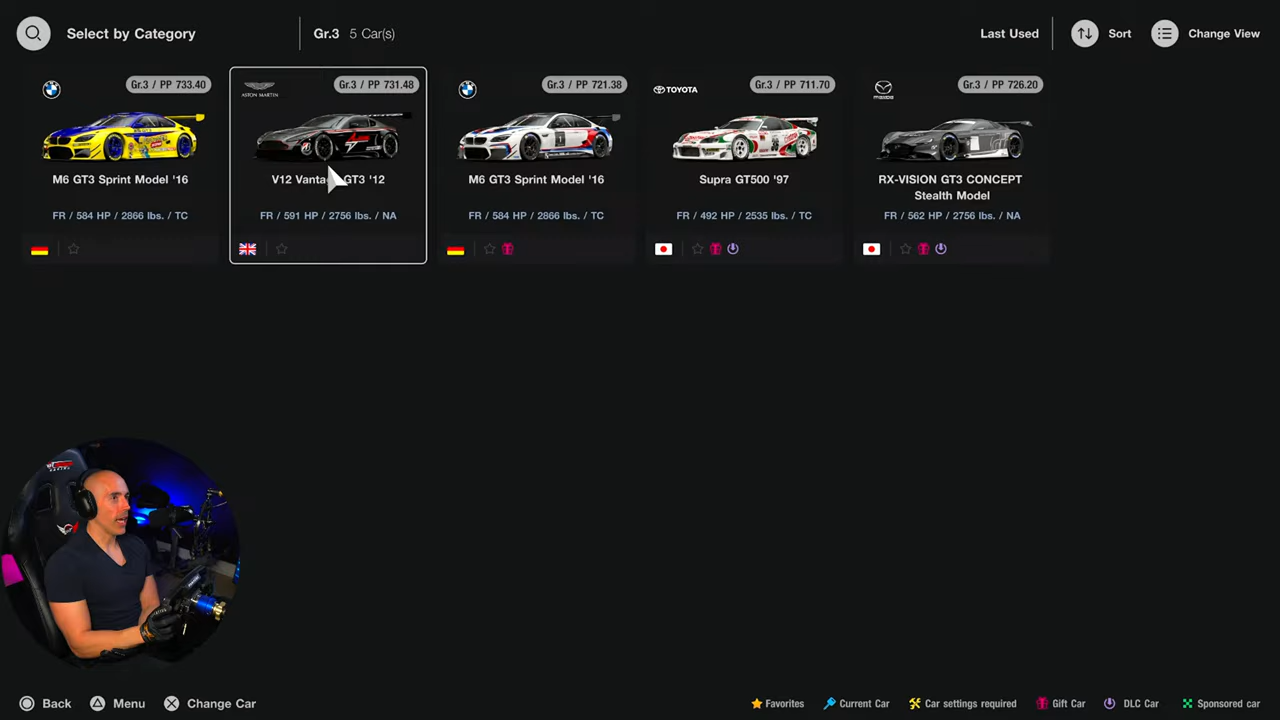 Select by Category
Gr.3 5 Car(s)
Last Used
Sort
Change View
Gr.3 / PP 733.40
M6 GT3 Sprint Model '16
FR / 584 HP / 2866 lbs. / TC
ASTON MARTIN
Gr.3 / PP 731.48
V12 Vanta GT3 '12
FR / 591 HP / 2756 lbs. / NA
Gr.3 / PP 721.38
M6 GT3 Sprint Model '16
FR / 584 HP / 2866 lbs. / TC
TOYOTA
Gr.3 / PP 711.70
Supra GT500 '97
FR / 492 HP / 2535 lbs. / TC
mazda
Gr.3 / PP 726.20
RX-VISION GT3 CONCEPT
Stealth Model
FR / 562 HP / 2756 lbs. / NA
Back
Menu
Change Car
Favorites
Current Car
Car settings required
Gift Car
DLC Car
Sponsored car